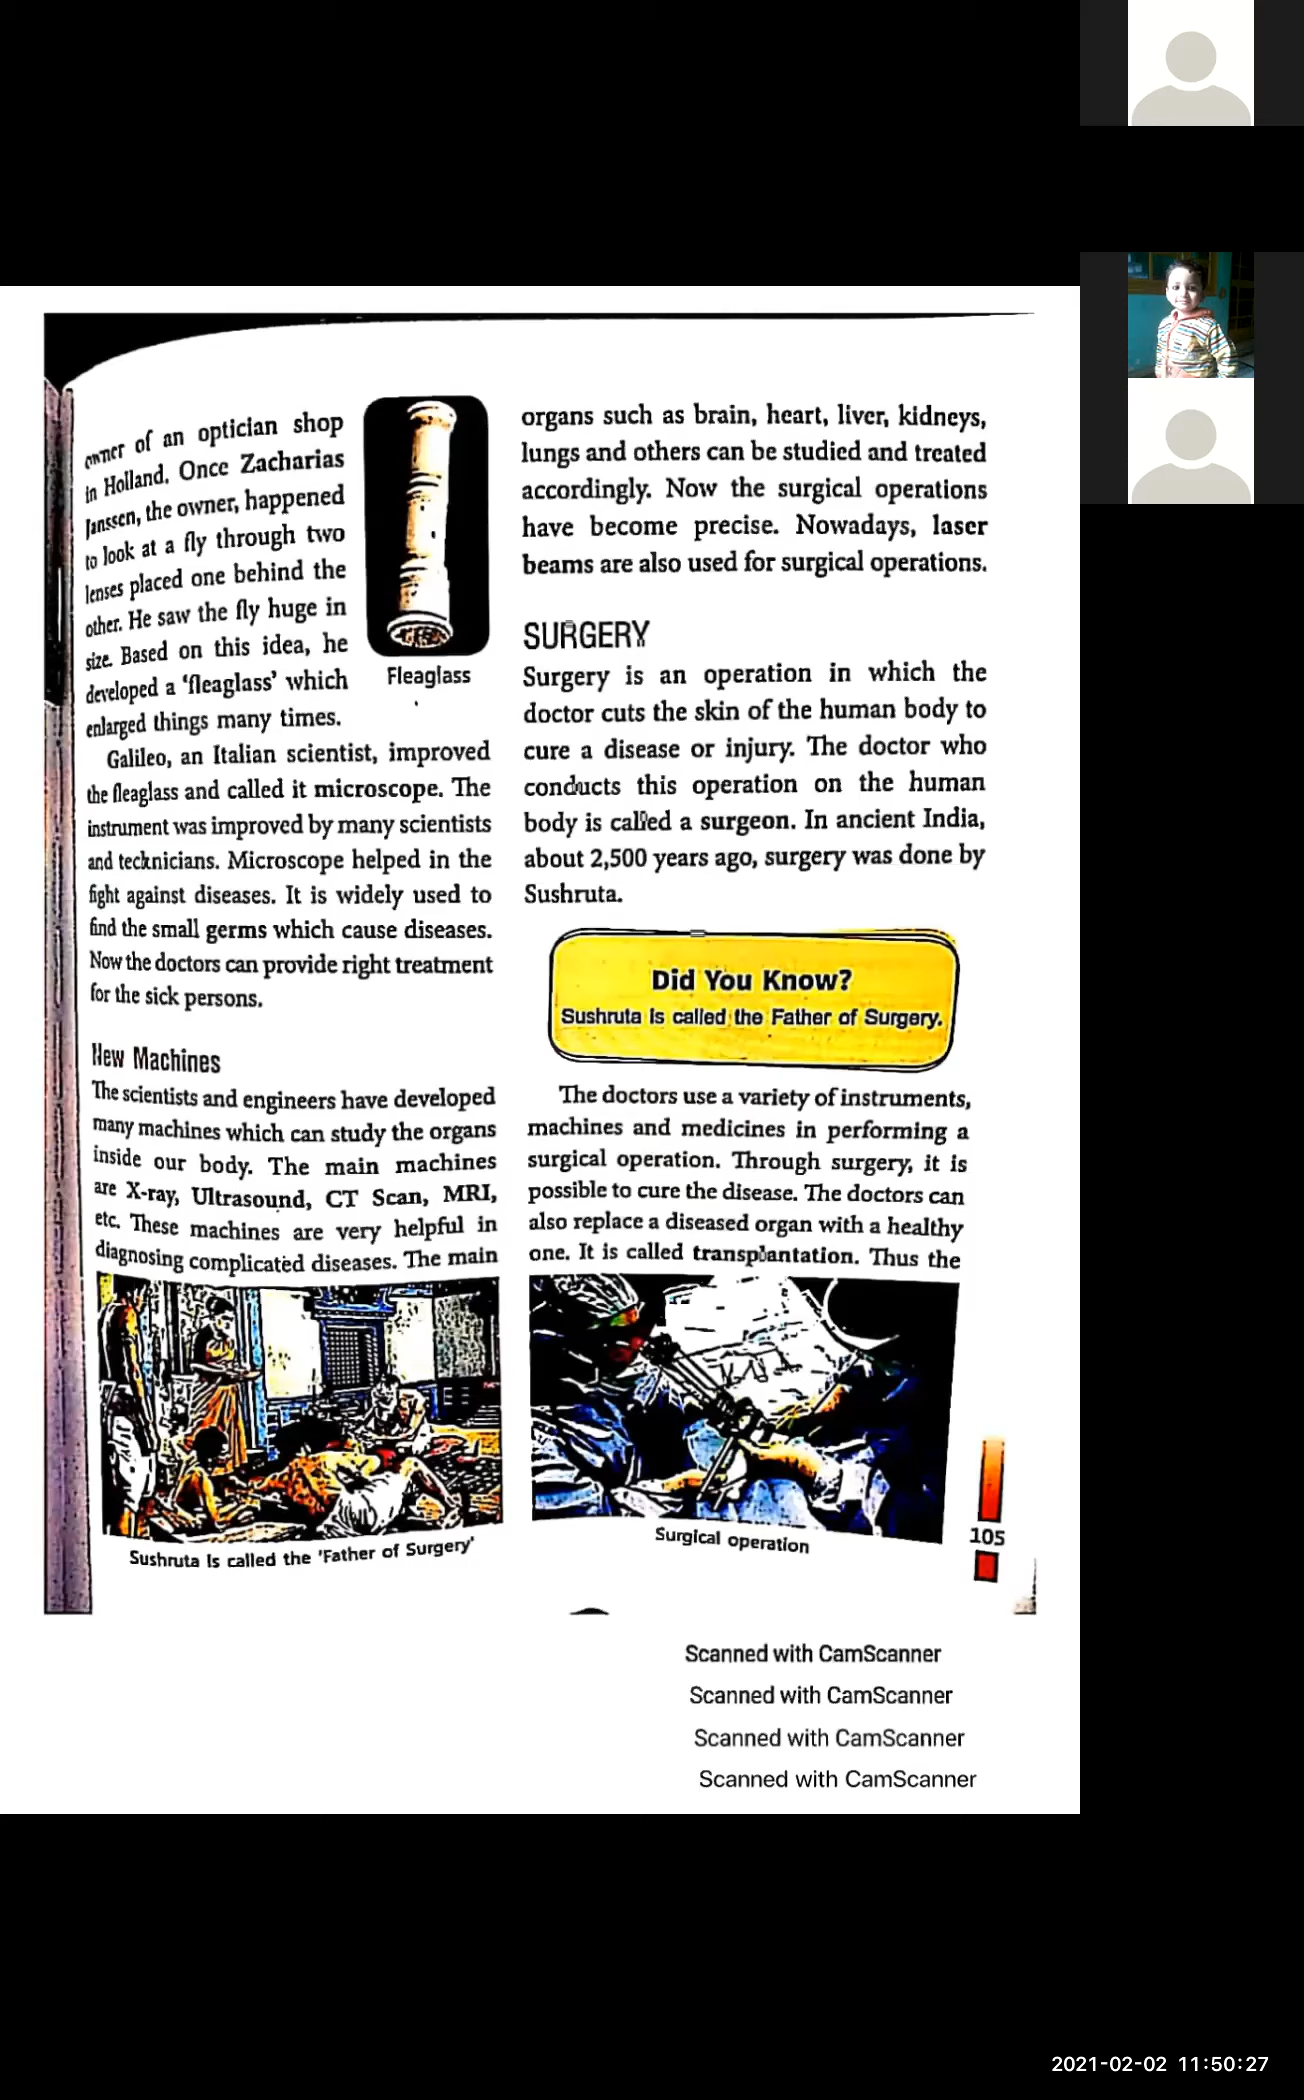 owner of an optician shop
in Holland. Once Zacharias
Janssen, the owner, happened
to look at a fly through two
lenses placed one behind the
other. He saw the fly huge in
size. Based on this idea, he
developed a 'fleaglass' which
enlarged things many times.
Fleaglass
Galileo, an Italian scientist, improved
the fleaglass and called it microscope. The
instrument was improved by many scientists
and technicians. Microscope helped in the
fight against diseases. It is widely used to
find the small germs which cause diseases.
Now the doctors can provide right treatment
for the sick persons.
New Machines
The scientists and engineers have developed
many machines which can study the organs
inside our body. The main machines
are X-ray, Ultrasound, CT Scan, MRI,
etc. These machines are very helpful in
diagnosing complicated diseases. The main
Sushruta is called the 'Father of Surgery'
organs such as brain, heart, liver, kidneys,
lungs and others can be studied and treated
accordingly. Now the surgical operations
have become precise. Nowadays, laser
beams are also used for surgical operations.
SURGERY
Surgery is an operation in which the
doctor cuts the skin of the human body to
cure a disease or injury. The doctor who
conducts this operation on the human
body is called a surgeon. In ancient India,
about 2,500 years ago, surgery was done by
Sushruta.
Did You Know?
Sushruta is called the Father of Surgery.
The doctors use a variety of instruments,
machines and medicines in performing a
surgical operation. Through surgery, it is
possible to cure the disease. The doctors can
also replace a diseased organ with a healthy
one. It is called transplantation. Thus the
Surgical operation
105
Scanned with CamScanner
Scanned with CamScanner
Scanned with CamScanner
Scanned with CamScanner
2021-02-02 11:50:27